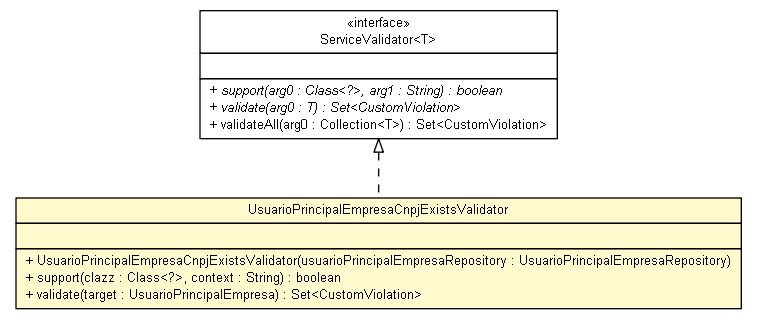 «interface»
ServiceValidator<T>
+ support(arg0 : Class<?>, arg1 : String) : boolean
+ validate(arg0 : T) : Set<CustomViolation>
+ validateAll(arg0 : Collection<T>) : Set<CustomViolation>
UsuarioPrincipalEmpresaCnpjExistsValidator
+ UsuarioPrincipalEmpresaCnpjExistsValidator(usuarioPrincipalEmpresaRepository : UsuarioPrincipalEmpresaRepository)
+ support(clazz : Class<?>, context : String) : boolean
+ validate(target : UsuarioPrincipalEmpresa) : Set<CustomViolation>